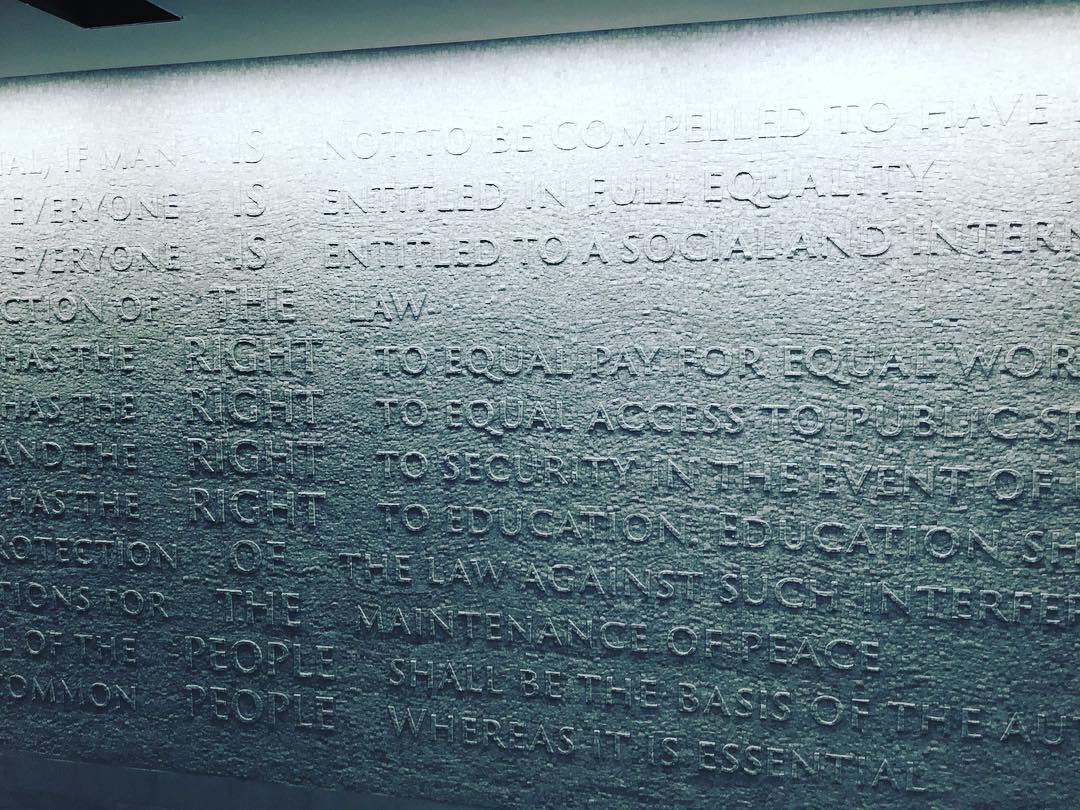 IAL, IF MAN IS NOT TO BE COMPELLED TO HAVE
EVERYONE IS ENTITLED IN FULL EQUALITY
EVERYONE IS ENTITLED TO A SOCIAL AND INTERN
CTION OF THE LAW
HAS THE RIGHT TO EQUAL PAY FOR EQUAL WOR
HAS THE RIGHT TO EQUAL ACCESS TO PUBLIC SE
AND THE RIGHT TO SECURITY IN THE EVENT OF
HAS THE RIGHT TO EDUCATION. EDUCATION SH
ROTECTION OF THE LAW AGAINST SUCH INTERFER
TIONS FOR THE MAINTENANCE OF PEACE
L OF THE PEOPLE SHALL BE THE BASIS OF THE AUT
COMMON PEOPLE WHEREAS IT IS ESSENTIAL